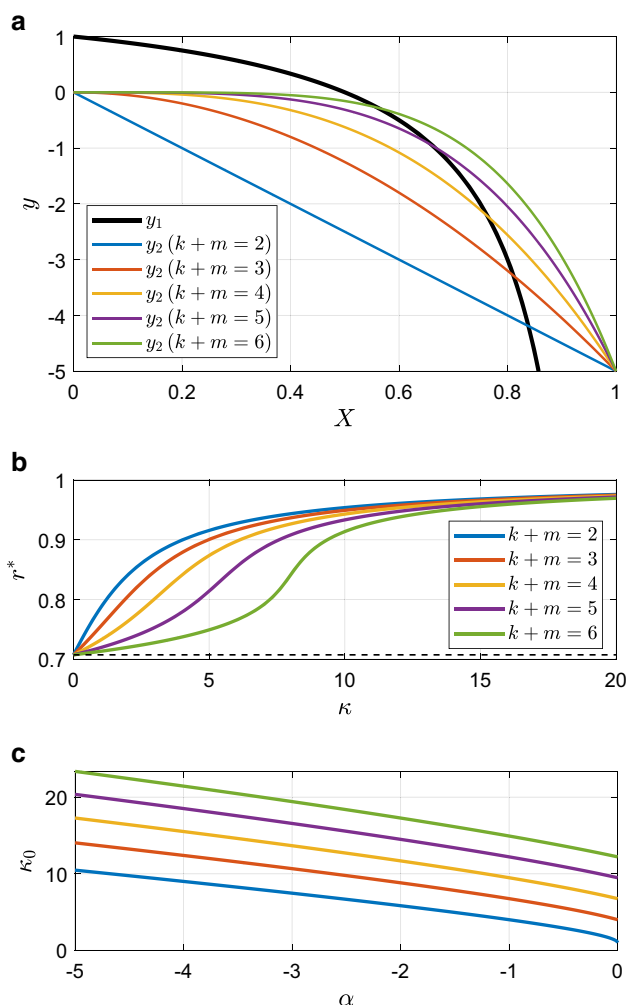 a
1
0
-1
-2
-3
-4
-5
y
y₁
y₂ (k + m = 2)
y₂ (k + m = 3)
y₂ (k + m = 4)
y₂ (k + m = 5)
y₂ (k + m = 6)
0 0.2 0.4 0.6 0.8 1
X
b
1
0.9
0.8
0.7
r*
k + m = 2
k + m = 3
k + m = 4
k + m = 5
k + m = 6
0 5 10 15 20
κ
c
20
10
0
κ₀
-5 -4 -3 -2 -1 0
α